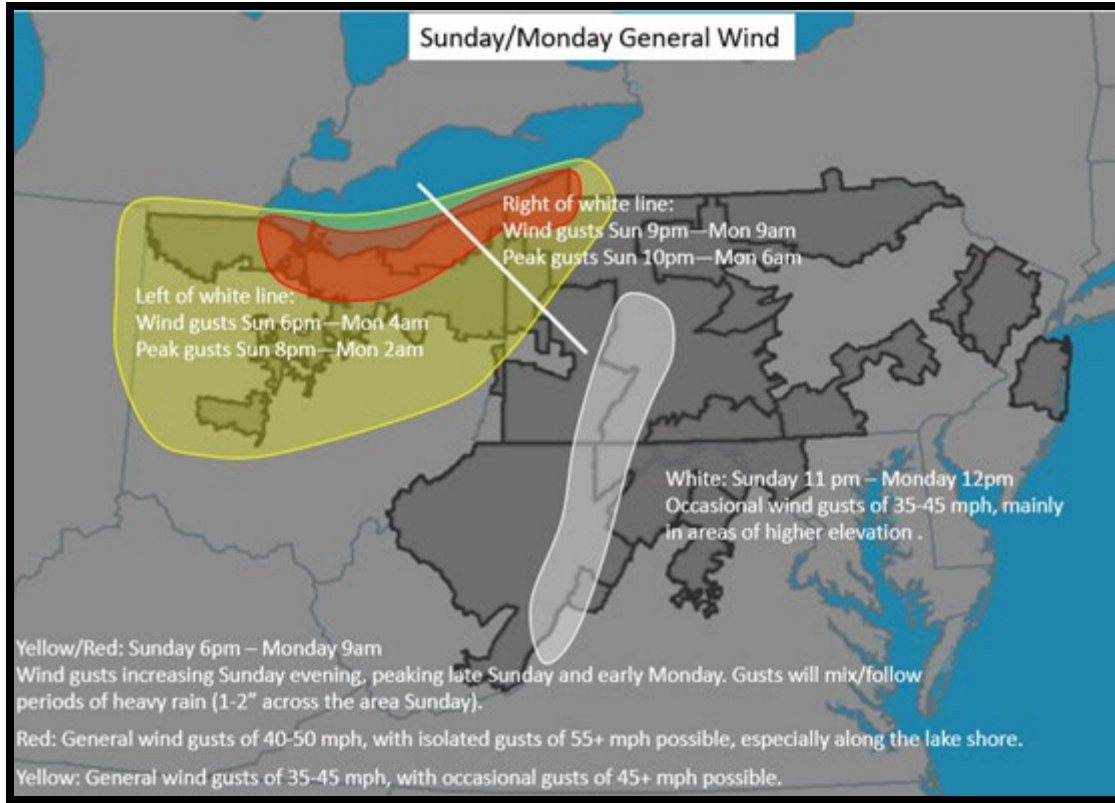 Sunday/Monday General Wind
Right of white line:
Wind gusts Sun 9pm—Mon 9am
Peak gusts Sun 10pm—Mon 6am
Left of white line:
Wind gusts Sun 6pm—Mon 4am
Peak gusts Sun 8pm—Mon 2am
White: Sunday 11 pm – Monday 12pm
Occasional wind gusts of 35-45 mph, mainly
in areas of higher elevation .
Yellow/Red: Sunday 6pm – Monday 9am
Wind gusts increasing Sunday evening, peaking late Sunday and early Monday. Gusts will mix/follow
periods of heavy rain (1-2” across the area Sunday).
Red: General wind gusts of 40-50 mph, with isolated gusts of 55+ mph possible, especially along the lake shore.
Yellow: General wind gusts of 35-45 mph, with occasional gusts of 45+ mph possible.